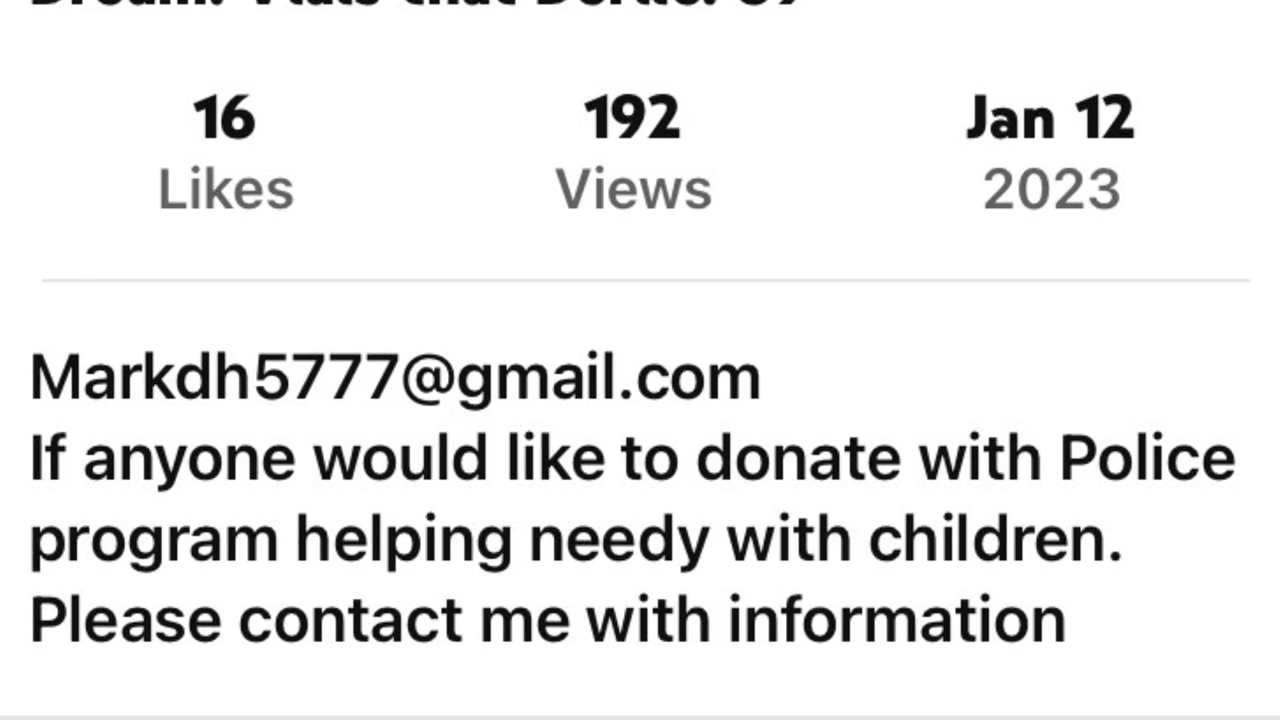 16 192 Jan 12
Likes Views 2023
Markdh5777@gmail.com
If anyone would like to donate with Police
program helping needy with children.
Please contact me with information